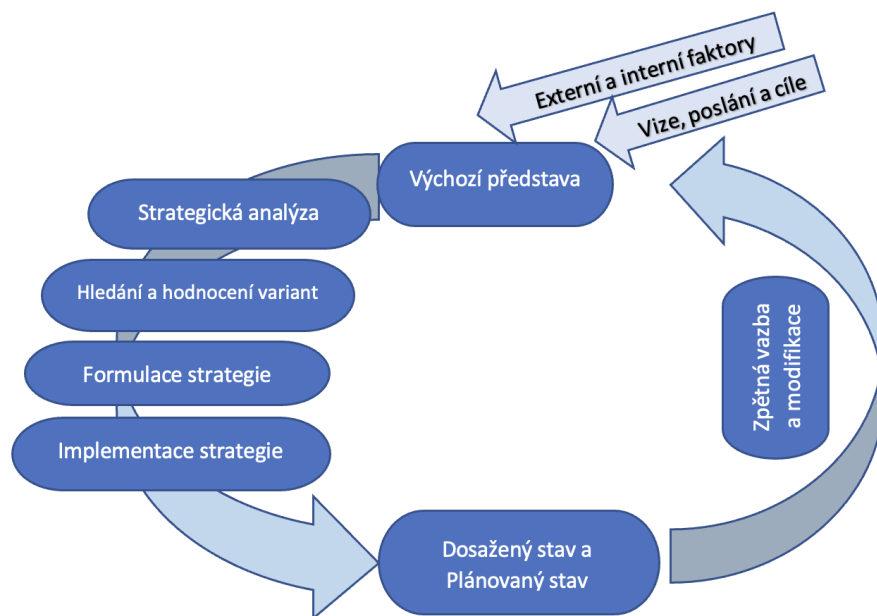 Externí a interní faktory
Vize, poslání a cíle
Výchozí představa
Strategická analýza
Hledání a hodnocení variant
Formulace strategie
Implementace strategie
Dosažený stav a
Plánovaný stav
Zpětná vazba
a modifikace